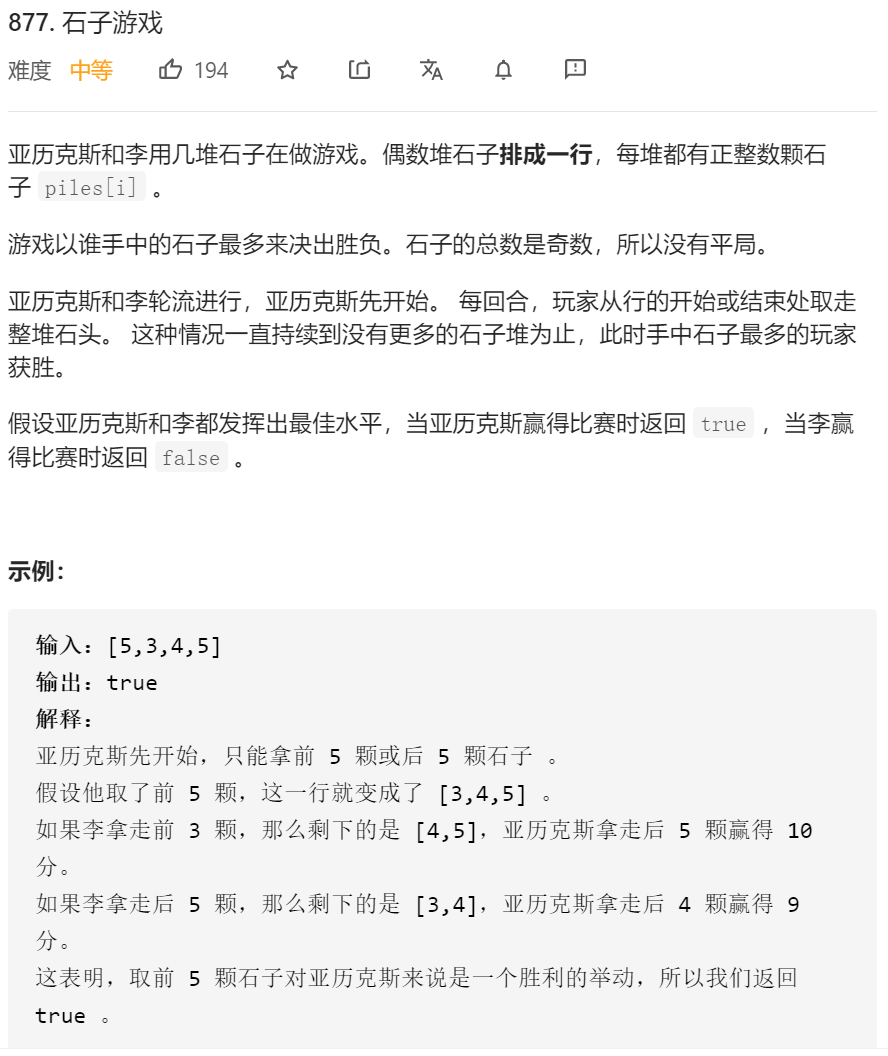 877. 石子游戏
难度 中等 194
亚历克斯和李用几堆石子在做游戏。偶数堆石子排成一行，每堆都有正整数颗石
子 piles[i] 。
游戏以谁手中的石子最多来决出胜负。石子的总数是奇数，所以没有平局。
亚历克斯和李轮流进行，亚历克斯先开始。 每回合，玩家从行的开始或结束处取走
整堆石头。 这种情况一直持续到没有更多的石子堆为止，此时手中石子最多的玩家
获胜。
假设亚历克斯和李都发挥出最佳水平，当亚历克斯赢得比赛时返回 true ，当李赢
得比赛时返回 false 。
示例：
输入：[5,3,4,5]
输出：true
解释：
亚历克斯先开始，只能拿前 5 颗或后 5 颗石子 。
假设他取了前 5 颗，这一行就变成了 [3,4,5] 。
如果李拿走前 3 颗，那么剩下的是 [4,5]，亚历克斯拿走后 5 颗赢得 10
分。
如果李拿走后 5 颗，那么剩下的是 [3,4]，亚历克斯拿走后 4 颗赢得 9
分。
这表明，取前 5 颗石子对亚历克斯来说是一个胜利的举动，所以我们返回
true 。